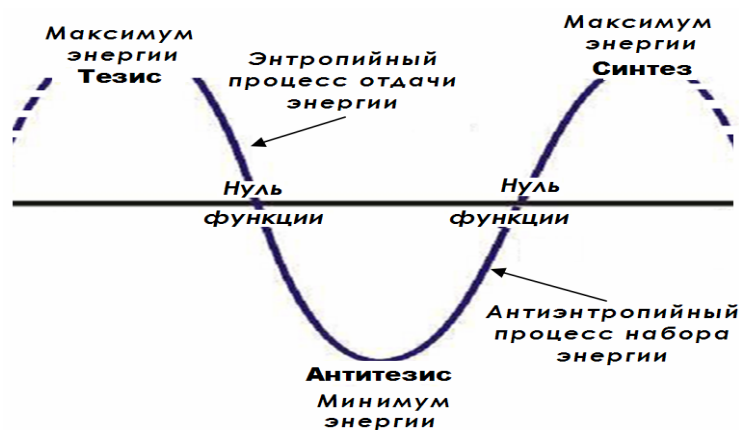 Максимум
энергии
Тезис
Энтропийный
процесс отдачи
энергии
Максимум
энергии
Синтез
Нуль
функции
Нуль
функции
Антиэнтропийный
процесс набора
энергии
Антитезис
Минимум
энергии